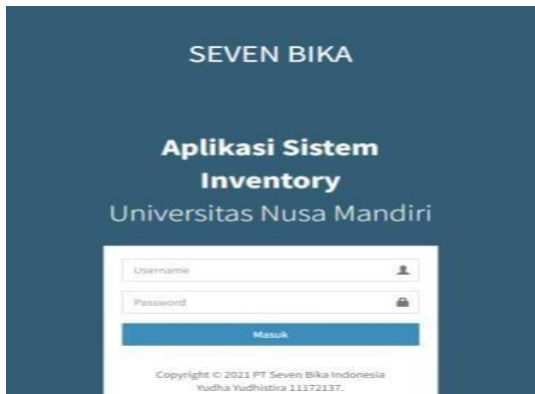 SEVEN BIKA
Aplikasi Sistem
Inventory
Universitas Nusa Mandiri
Username
Password
Masuk
Copyright © 2021 PT Seven Bika Indonesia
Yudha Yudhistira 11172137.